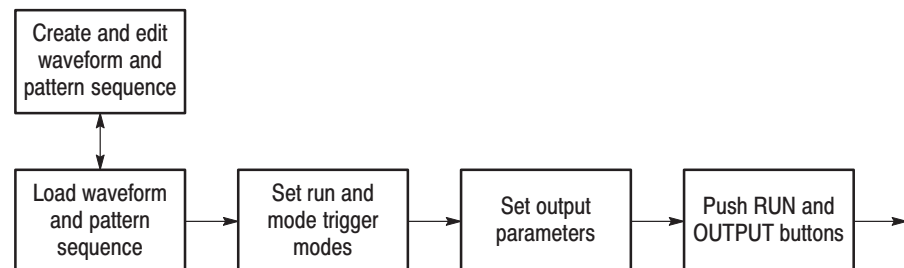 Create and edit
waveform and
pattern sequence
Load waveform
and pattern
sequence
Set run and
mode trigger
modes
Set output
parameters
Push RUN and
OUTPUT buttons